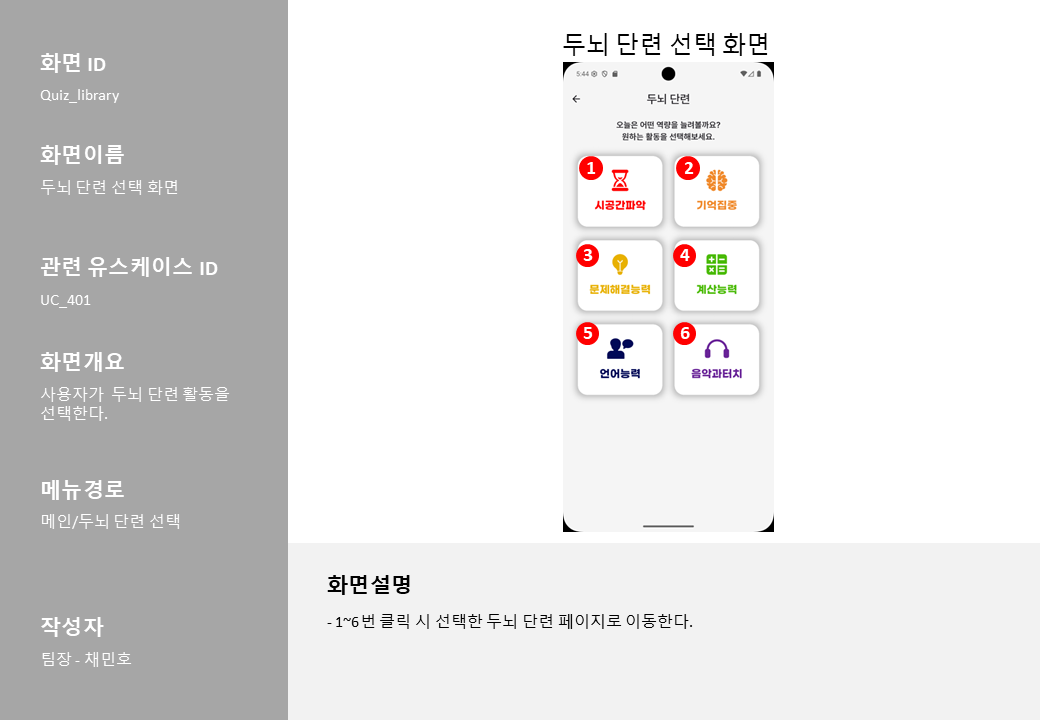 화면 ID
Quiz_library
화면이름
두뇌 단련 선택 화면
관련 유스케이스 ID
UC_401
화면개요
사용자가 두뇌 단련 활동을
선택한다.
메뉴경로
메인/두뇌 단련 선택
작성자
팀장 - 채민호
두뇌 단련 선택 화면
5:44
두뇌 단련
오늘은 어떤 역량을 늘려볼까요?
원하는 활동을 선택해보세요.
1
시공간파악
2
기억집중
3
문제해결능력
4
계산능력
5
언어능력
6
음악과터치
화면설명
- 1~6번 클릭 시 선택한 두뇌 단련 페이지로 이동한다.